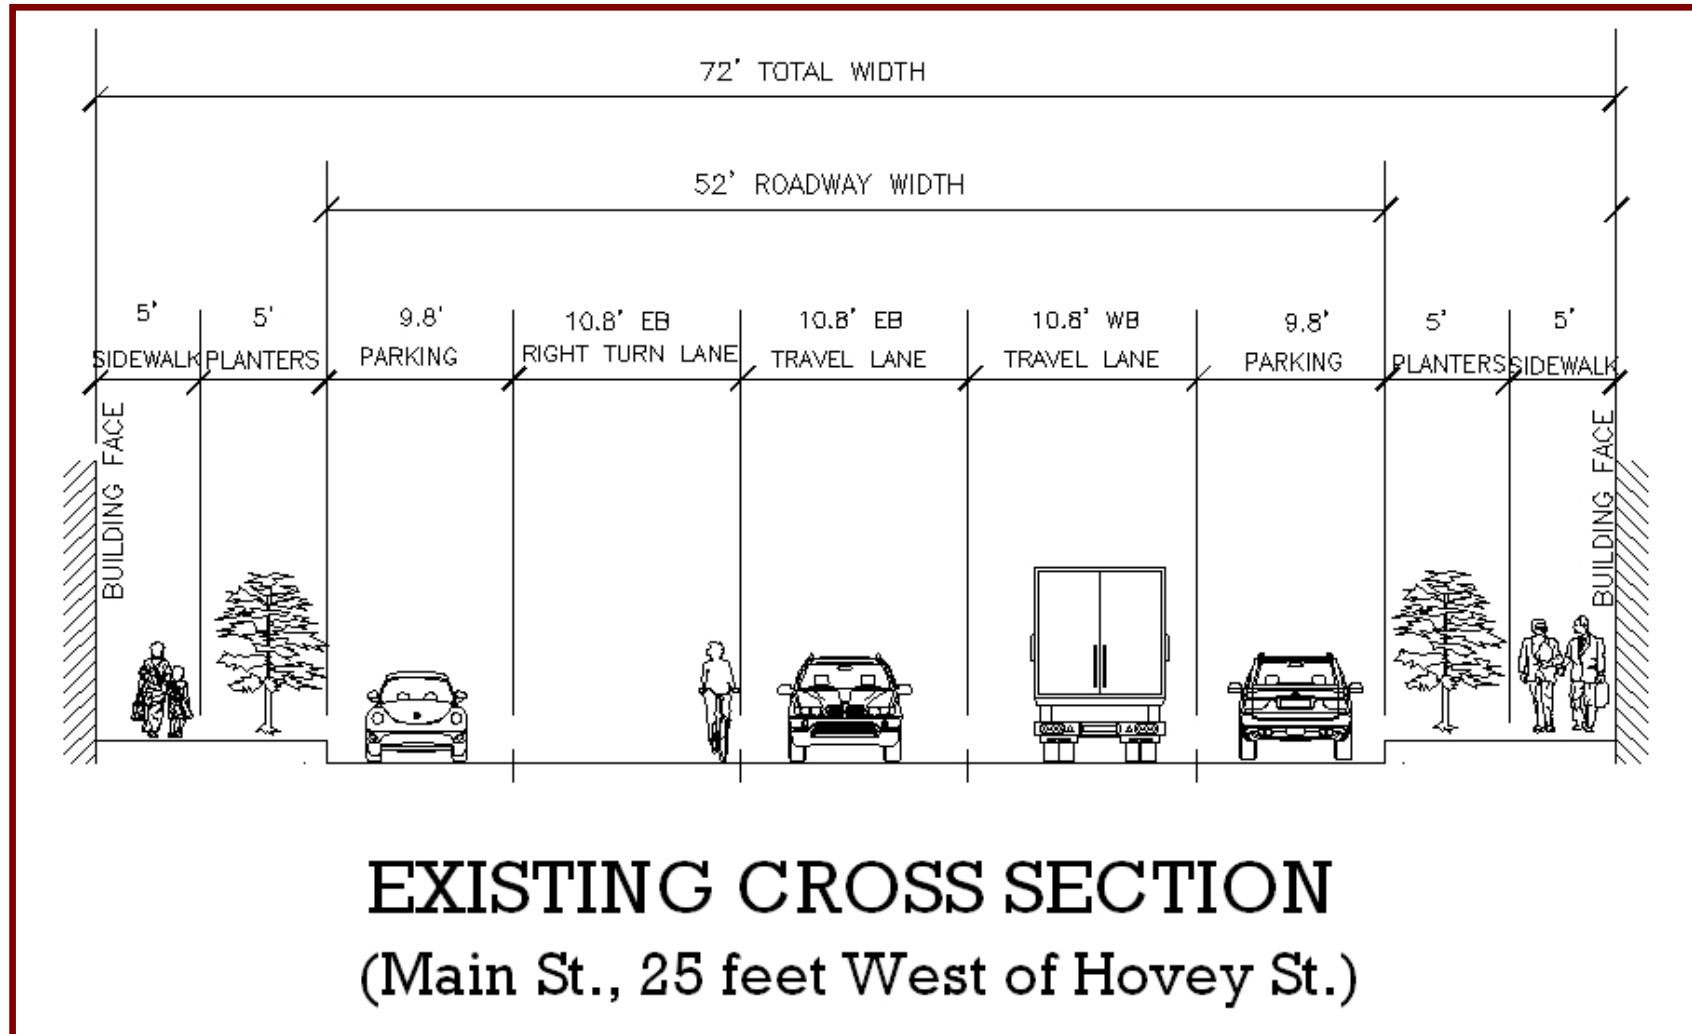 72' TOTAL WIDTH
52' ROADWAY WIDTH
5' 5' 9.8' 10.8' EB 10.8' EB 10.8' WB 9.8' 5' 5'
SIDEWALK PLANTERS PARKING RIGHT TURN LANE TRAVEL LANE TRAVEL LANE PARKING PLANTERS SIDEWALK
BUILDING FACE
BUILDING FACE
EXISTING CROSS SECTION
(Main St., 25 feet West of Hovey St.)